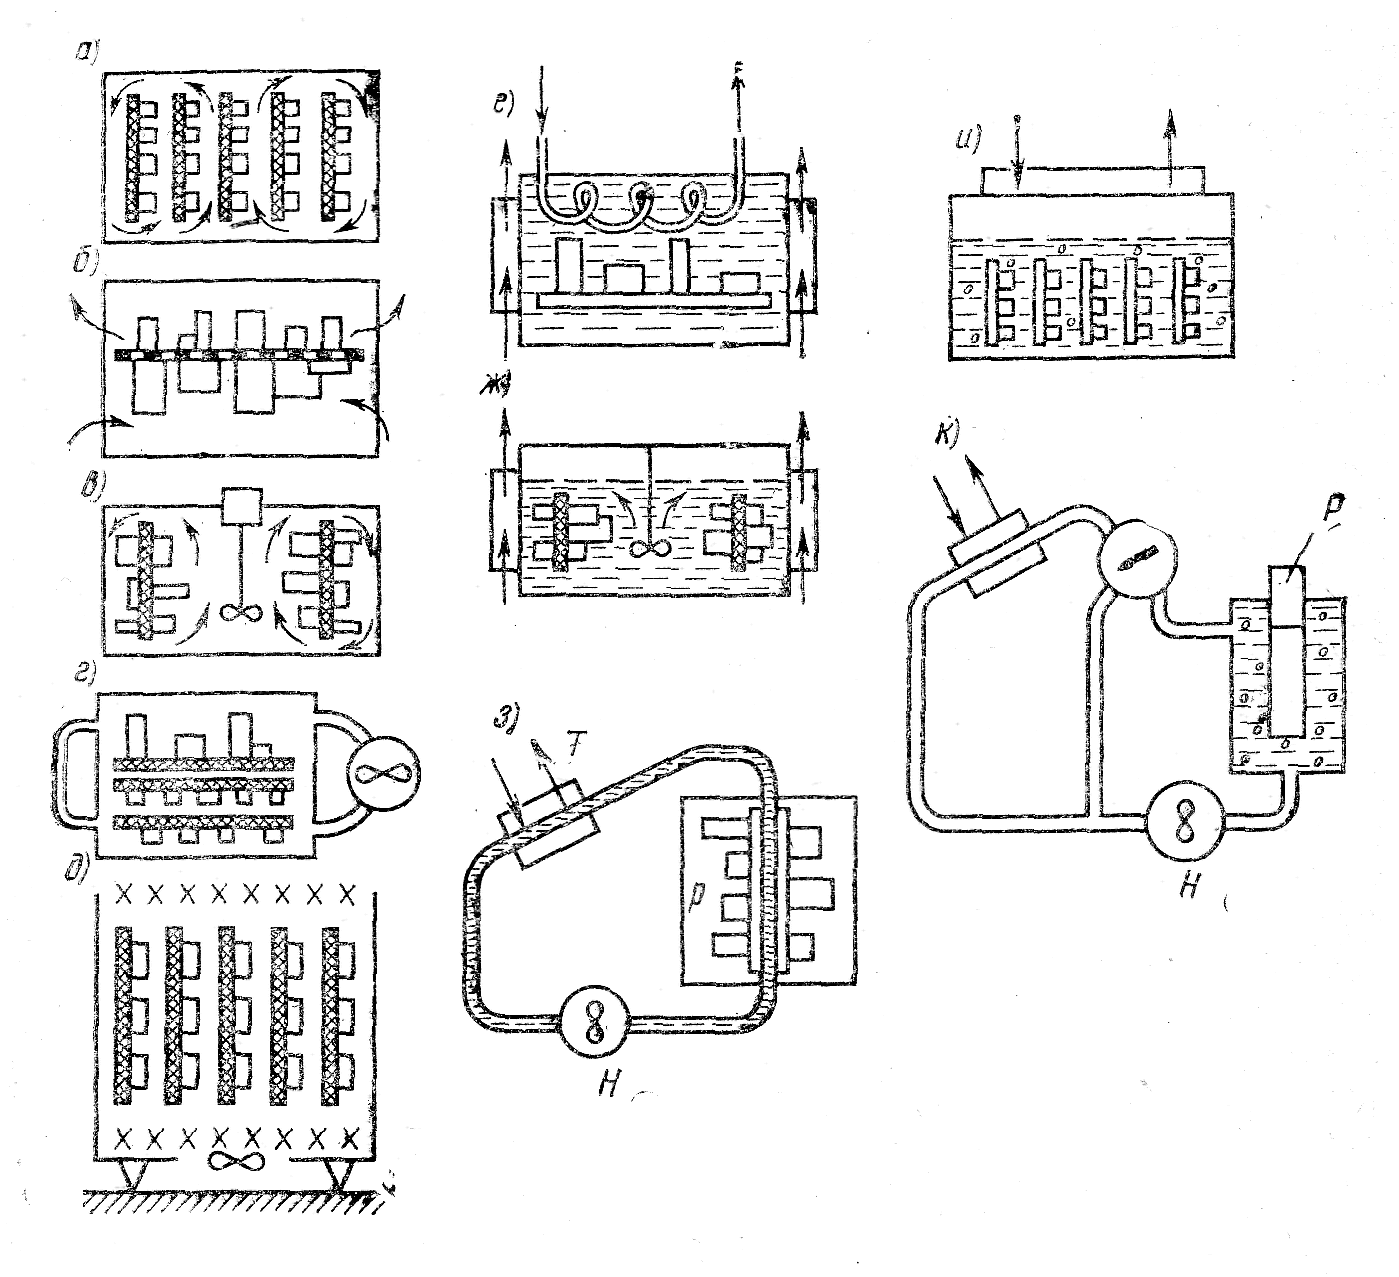 а)
б)
в)
г)
д)
е)
ж)
з)
Т
р
Н
и)
к)
Р
Н